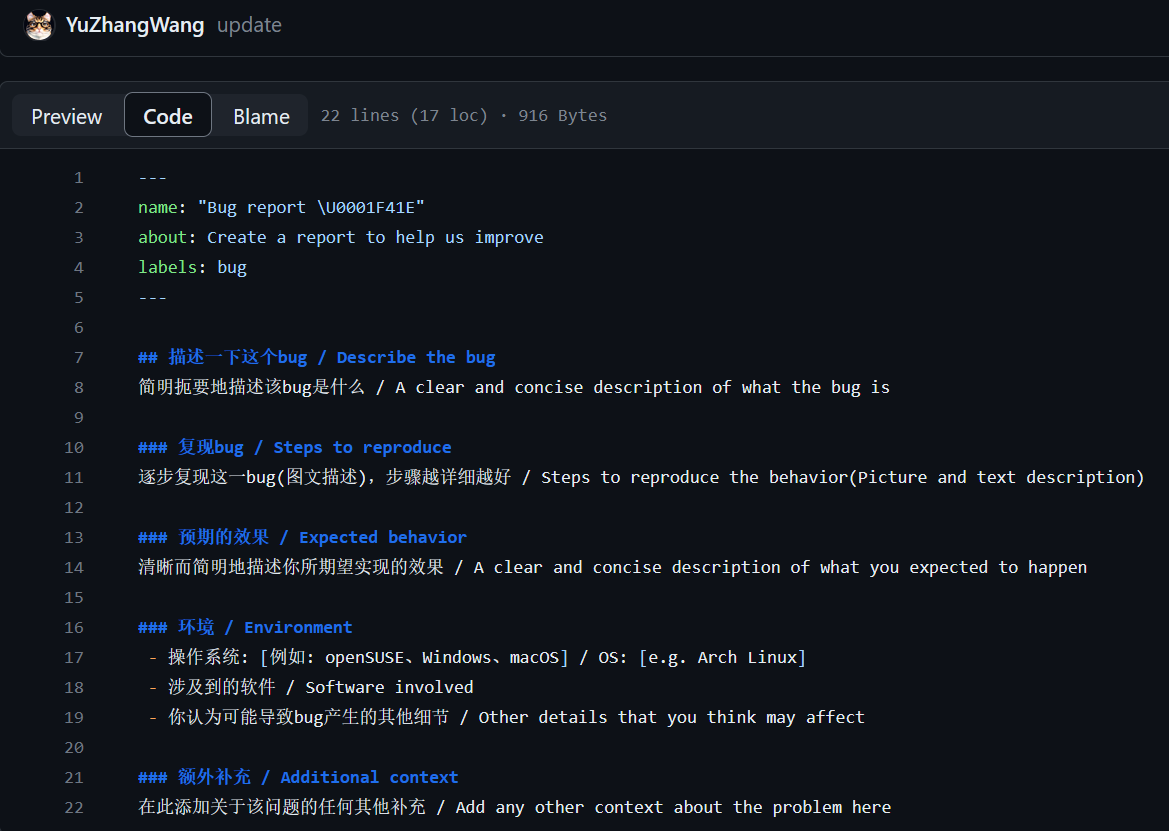 YuZhangWang update
Preview Code Blame 22 lines (17 loc) · 916 Bytes
1 ---
2 name: "Bug report \U0001F41E"
3 about: Create a report to help us improve
4 labels: bug
5 ---
6
7 ## 描述一下这个bug / Describe the bug
8 简明扼要地描述该bug是什么 / A clear and concise description of what the bug is
9
10 ### 复现bug / Steps to reproduce
11 逐步复现这一bug(图文描述)，步骤越详细越好 / Steps to reproduce the behavior(Picture and text description)
12
13 ### 预期的效果 / Expected behavior
14 清晰而简明地描述你所期望实现的效果 / A clear and concise description of what you expected to happen
15
16 ### 环境 / Environment
17 - 操作系统: [例如: openSUSE、Windows、macOS] / OS: [e.g. Arch Linux]
18 - 涉及到的软件 / Software involved
19 - 你认为可能导致bug产生的其他细节 / Other details that you think may affect
20
21 ### 额外补充 / Additional context
22 在此添加关于该问题的任何其他补充 / Add any other context about the problem here